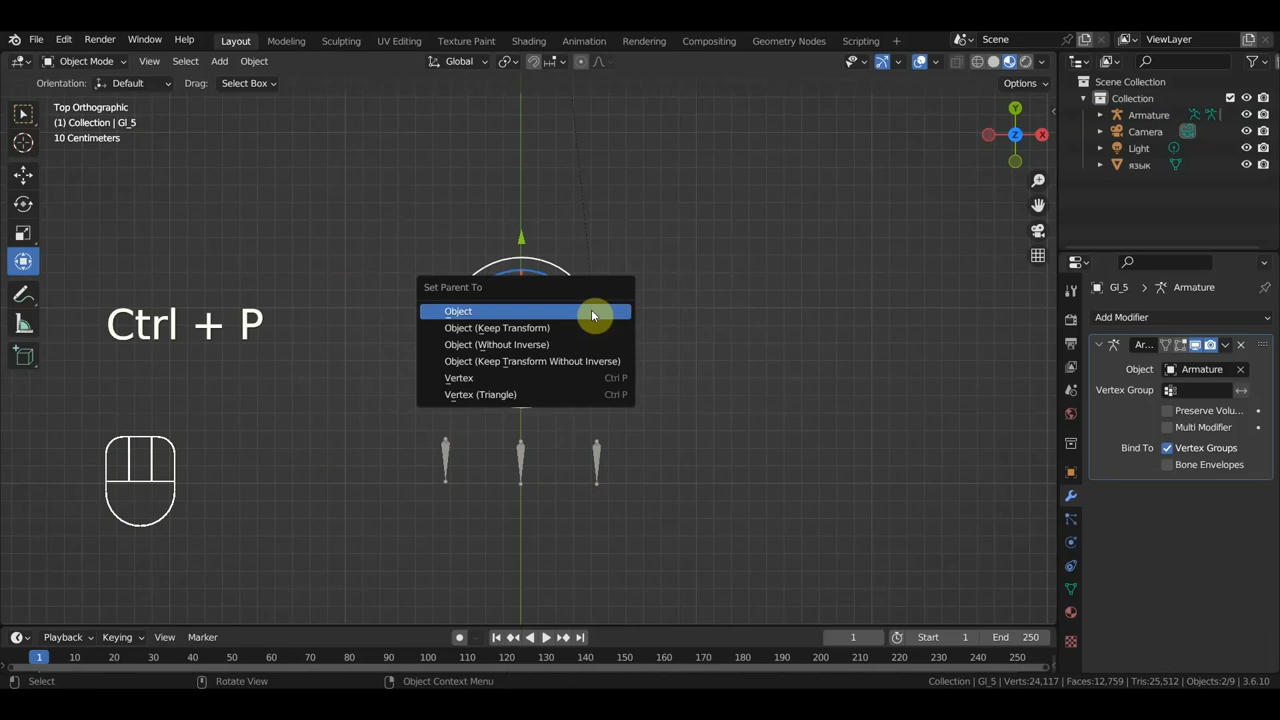 File Edit Render Window Help Layout Modeling Sculpting UV Editing Texture Paint Shading Animation Rendering Compositing Geometry Nodes Scripting + Scene ViewLayer
Object Mode View Select Add Object Global Options
Orientation: Default Drag: Select Box
Top Orthographic
(1) Collection | Gl_5
10 Centimeters
Y
X
Z
Scene Collection
Collection
Armature
Camera
Light
язык
Ctrl + P
Set Parent To
Object
Object (Keep Transform)
Object (Without Inverse)
Object (Keep Transform Without Inverse)
Vertex Ctrl P
Vertex (Triangle) Ctrl P
Gl_5 Armature
Add Modifier
Ar...
Object Armature
Vertex Group
Preserve Volu...
Multi Modifier
Bind To Vertex Groups
Bone Envelopes
Playback Keying View Marker 1 Start 1 End 250
1 10 20 30 40 50 60 70 80 90 100 110 120 130 140 150 160 170 180 190 200 210 220 230 240 250
Select Rotate View Object Context Menu Collection | Gl_5 | Verts:24,117 | Faces:12,759 | Tris:25,512 | Objects:2/9 | 3.6.10